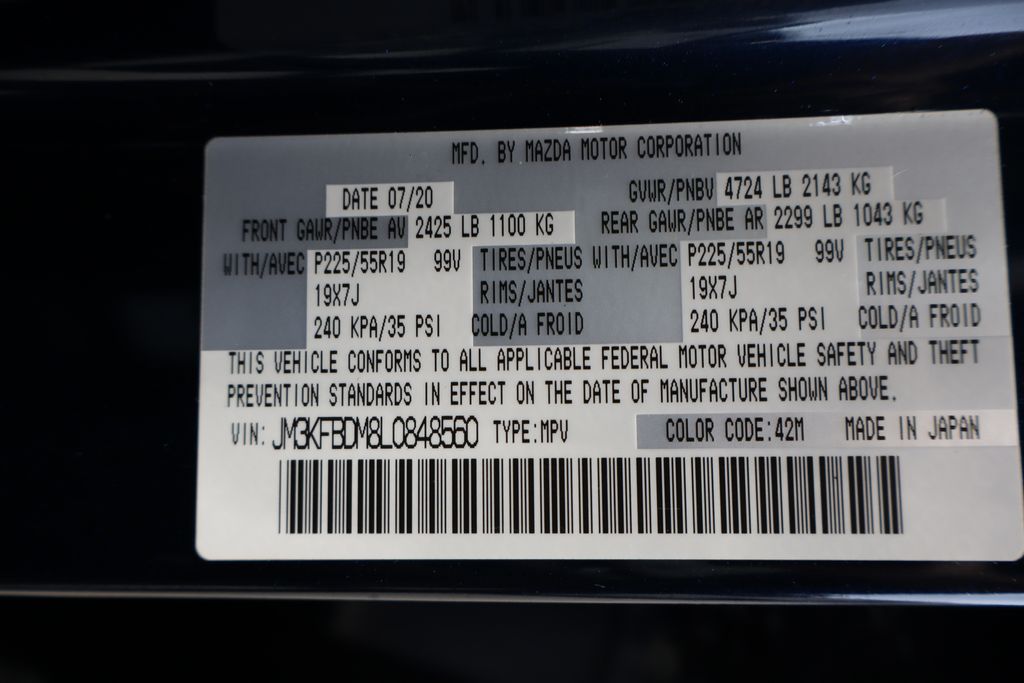 MFD. BY MAZDA MOTOR CORPORATION
DATE 07/20 GVWR/PNBV 4724 LB 2143 KG
FRONT GAWR/PNBE AV 2425 LB 1100 KG REAR GAWR/PNBE AR 2299 LB 1043 KG
WITH/AVEC P225/55R19 99V TIRES/PNEUS WITH/AVEC P225/55R19 99V TIRES/PNEUS
19X7J RIMS/JANTES 19X7J RIMS/JANTES
240 KPA/35 PSI COLD/A FROID 240 KPA/35 PSI COLD/A FROID
THIS VEHICLE CONFORMS TO ALL APPLICABLE FEDERAL MOTOR VEHICLE SAFETY AND THEFT
PREVENTION STANDARDS IN EFFECT ON THE DATE OF MANUFACTURE SHOWN ABOVE.
VIN: JM3KFBDM8L0848560 TYPE:MPV COLOR CODE:42M MADE IN JAPAN